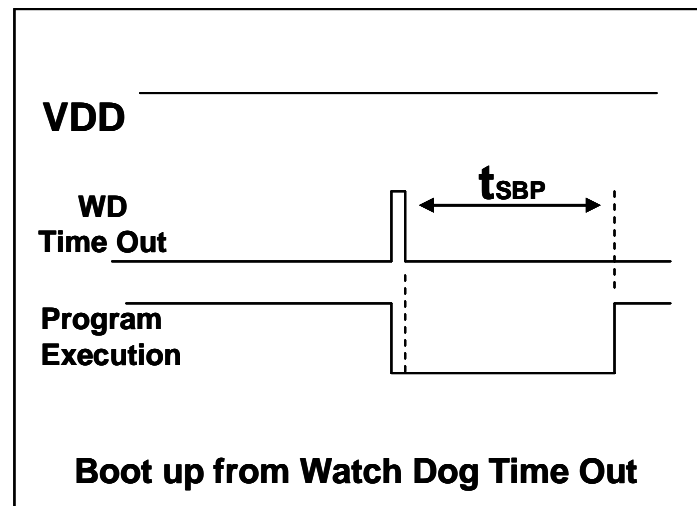 VDD
tSBP
WD
Time Out
Program
Execution
Boot up from Watch Dog Time Out